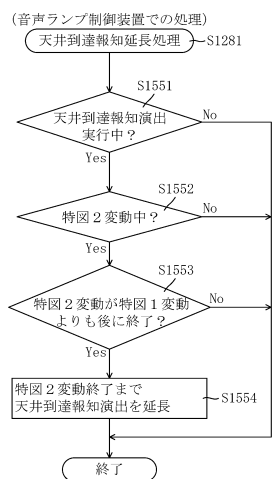 （音声ランプ制御装置での処理）
天井到達報知延長処理
S1281
S1551
天井到達報知演出
実行中？
No
Yes
S1552
特図２変動中？
No
Yes
S1553
特図２変動が特図１変動
よりも後に終了？
No
Yes
特図２変動終了まで
天井到達報知演出を延長
S1554
終了